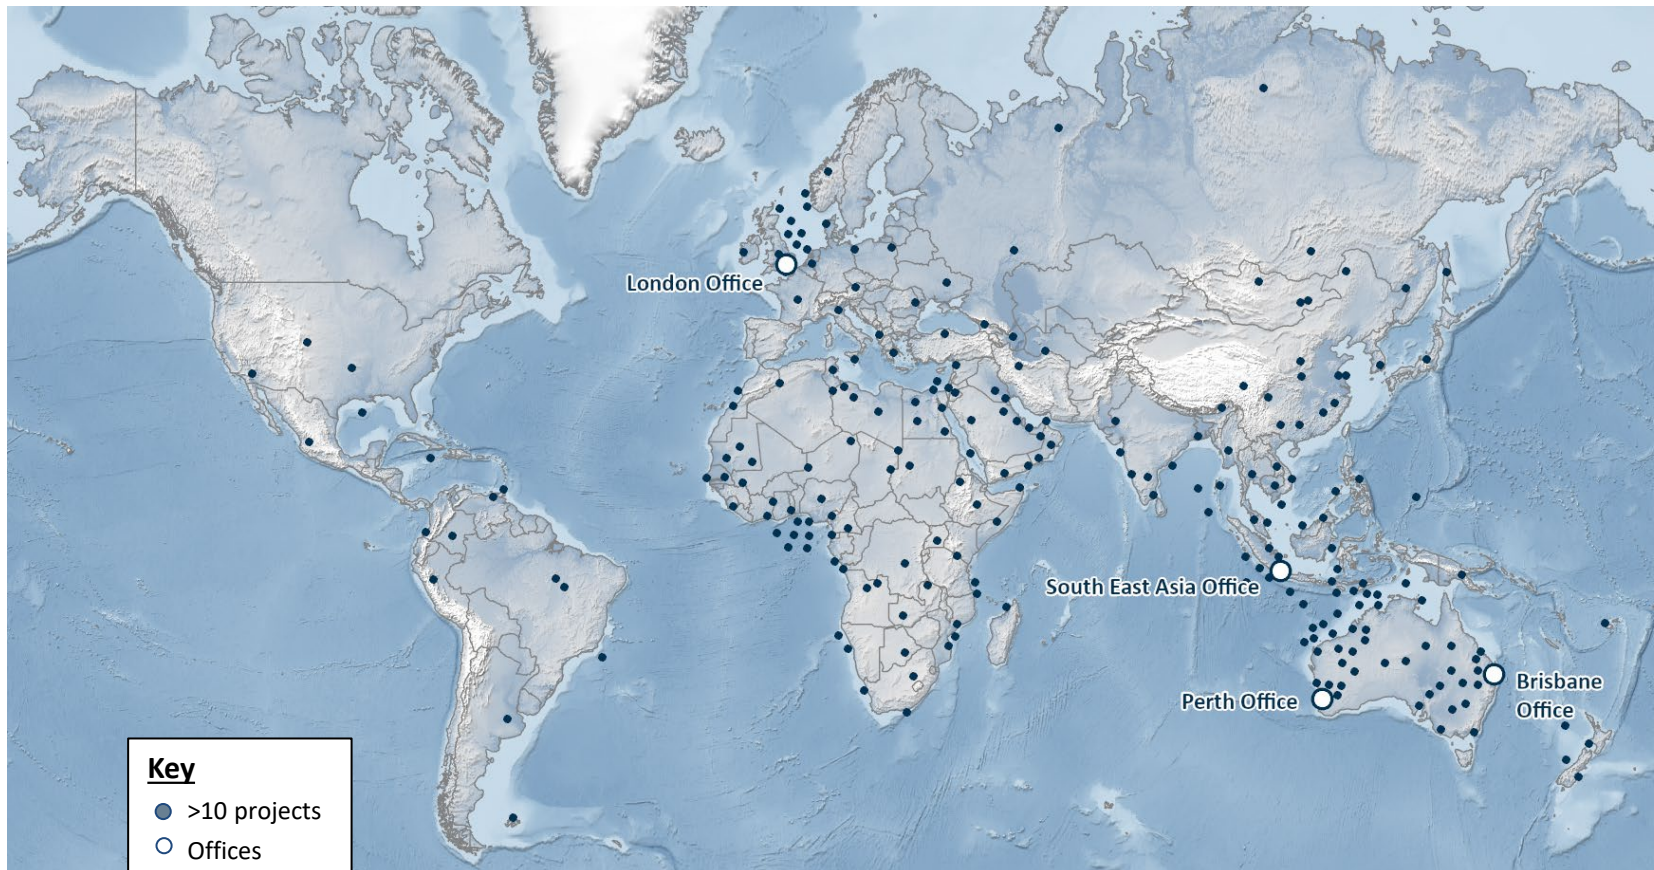 London Office
South East Asia Office
Perth Office
Brisbane
Office
Key
>10 projects
Offices